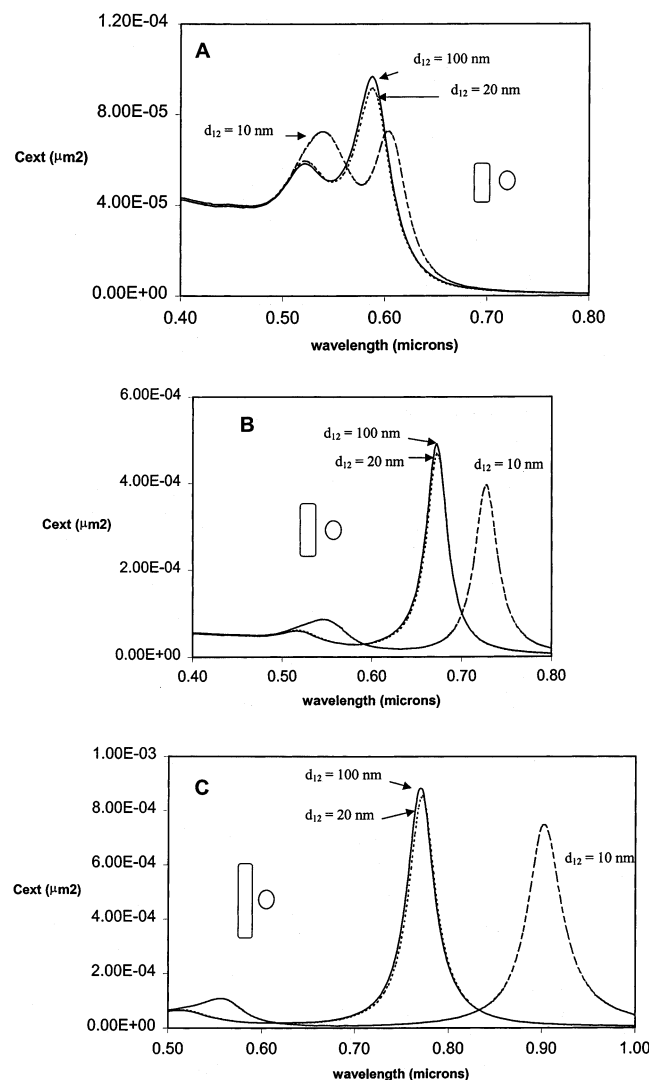 1.20E-04
A
d12 = 100 nm
8.00E-05
d12 = 20 nm
d12 = 10 nm
Cext (μm2)
4.00E-05
0.00E+00
0.40 0.50 0.60 0.70 0.80
wavelength (microns)
6.00E-04
B
d12 = 100 nm
d12 = 20 nm
d12 = 10 nm
4.00E-04
Cext (μm2)
2.00E-04
0.00E+00
0.40 0.50 0.60 0.70 0.80
wavelength (microns)
1.00E-03
C
d12 = 100 nm
8.00E-04
d12 = 20 nm
6.00E-04
d12 = 10 nm
Cext (μm2)
4.00E-04
2.00E-04
0.00E+00
0.50 0.60 0.70 0.80 0.90 1.00
wavelength (microns)